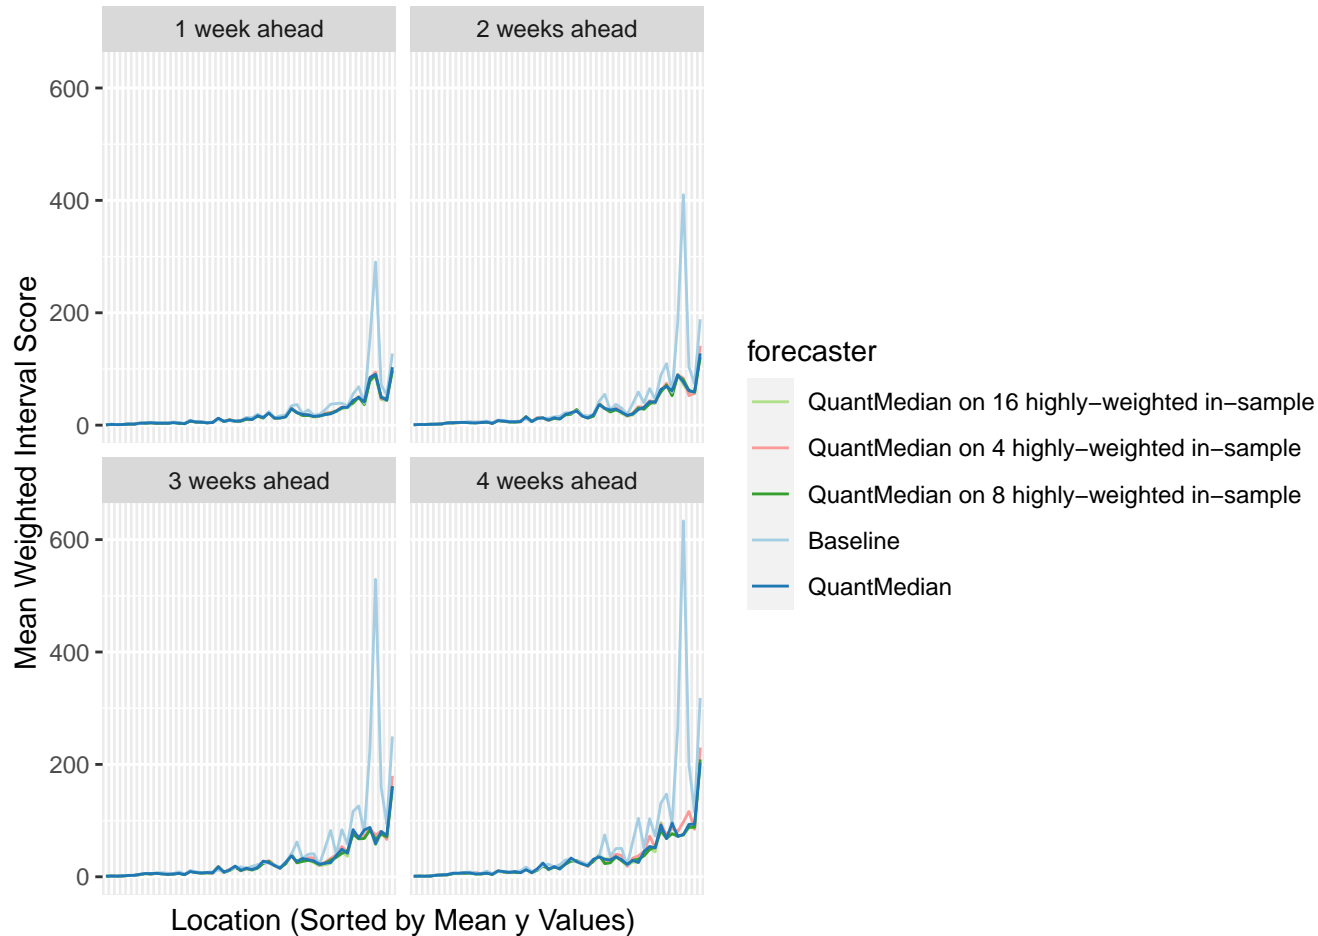 1 week ahead
2 weeks ahead
600
400
200
0
3 weeks ahead
4 weeks ahead
600
400
200
0
Mean Weighted Interval Score
Location (Sorted by Mean y Values)
forecaster
QuantMedian on 16 highly−weighted in−sample
QuantMedian on 4 highly−weighted in−sample
QuantMedian on 8 highly−weighted in−sample
Baseline
QuantMedian